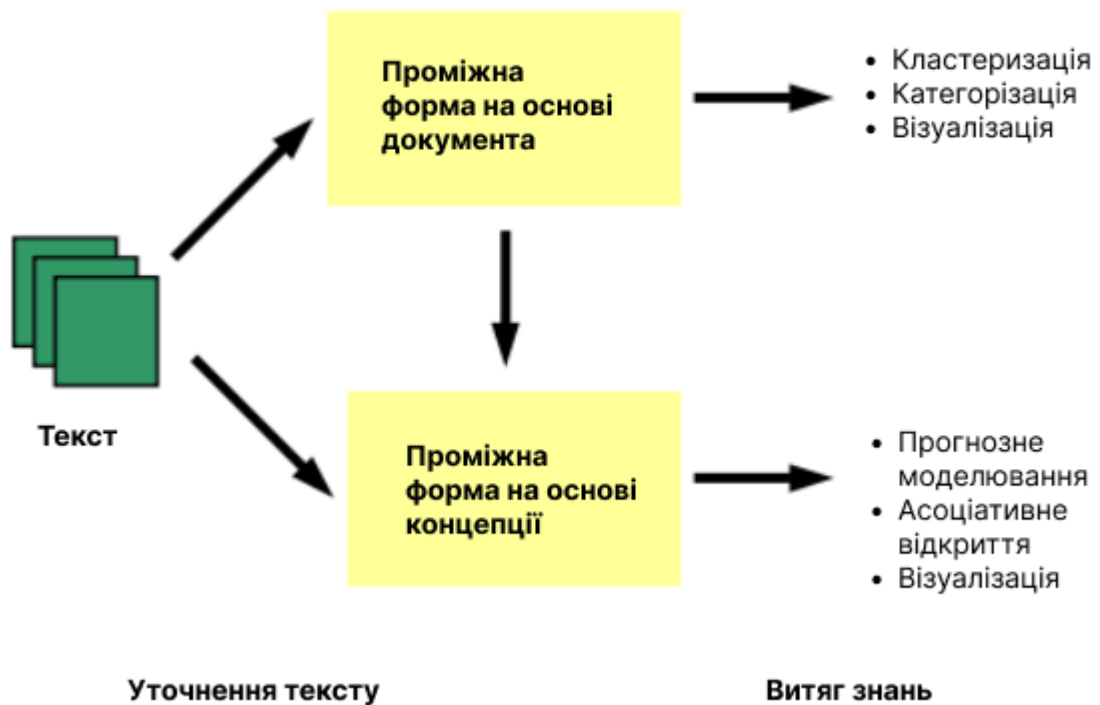 Проміжна
форма на основі
документа
• Кластеризація
• Категорізація
• Візуалізація
Текст
Проміжна
форма на основі
концепції
• Прогнозне
моделювання
• Асоціативне
відкриття
• Візуалізація
Уточнення тексту
Витяг знань